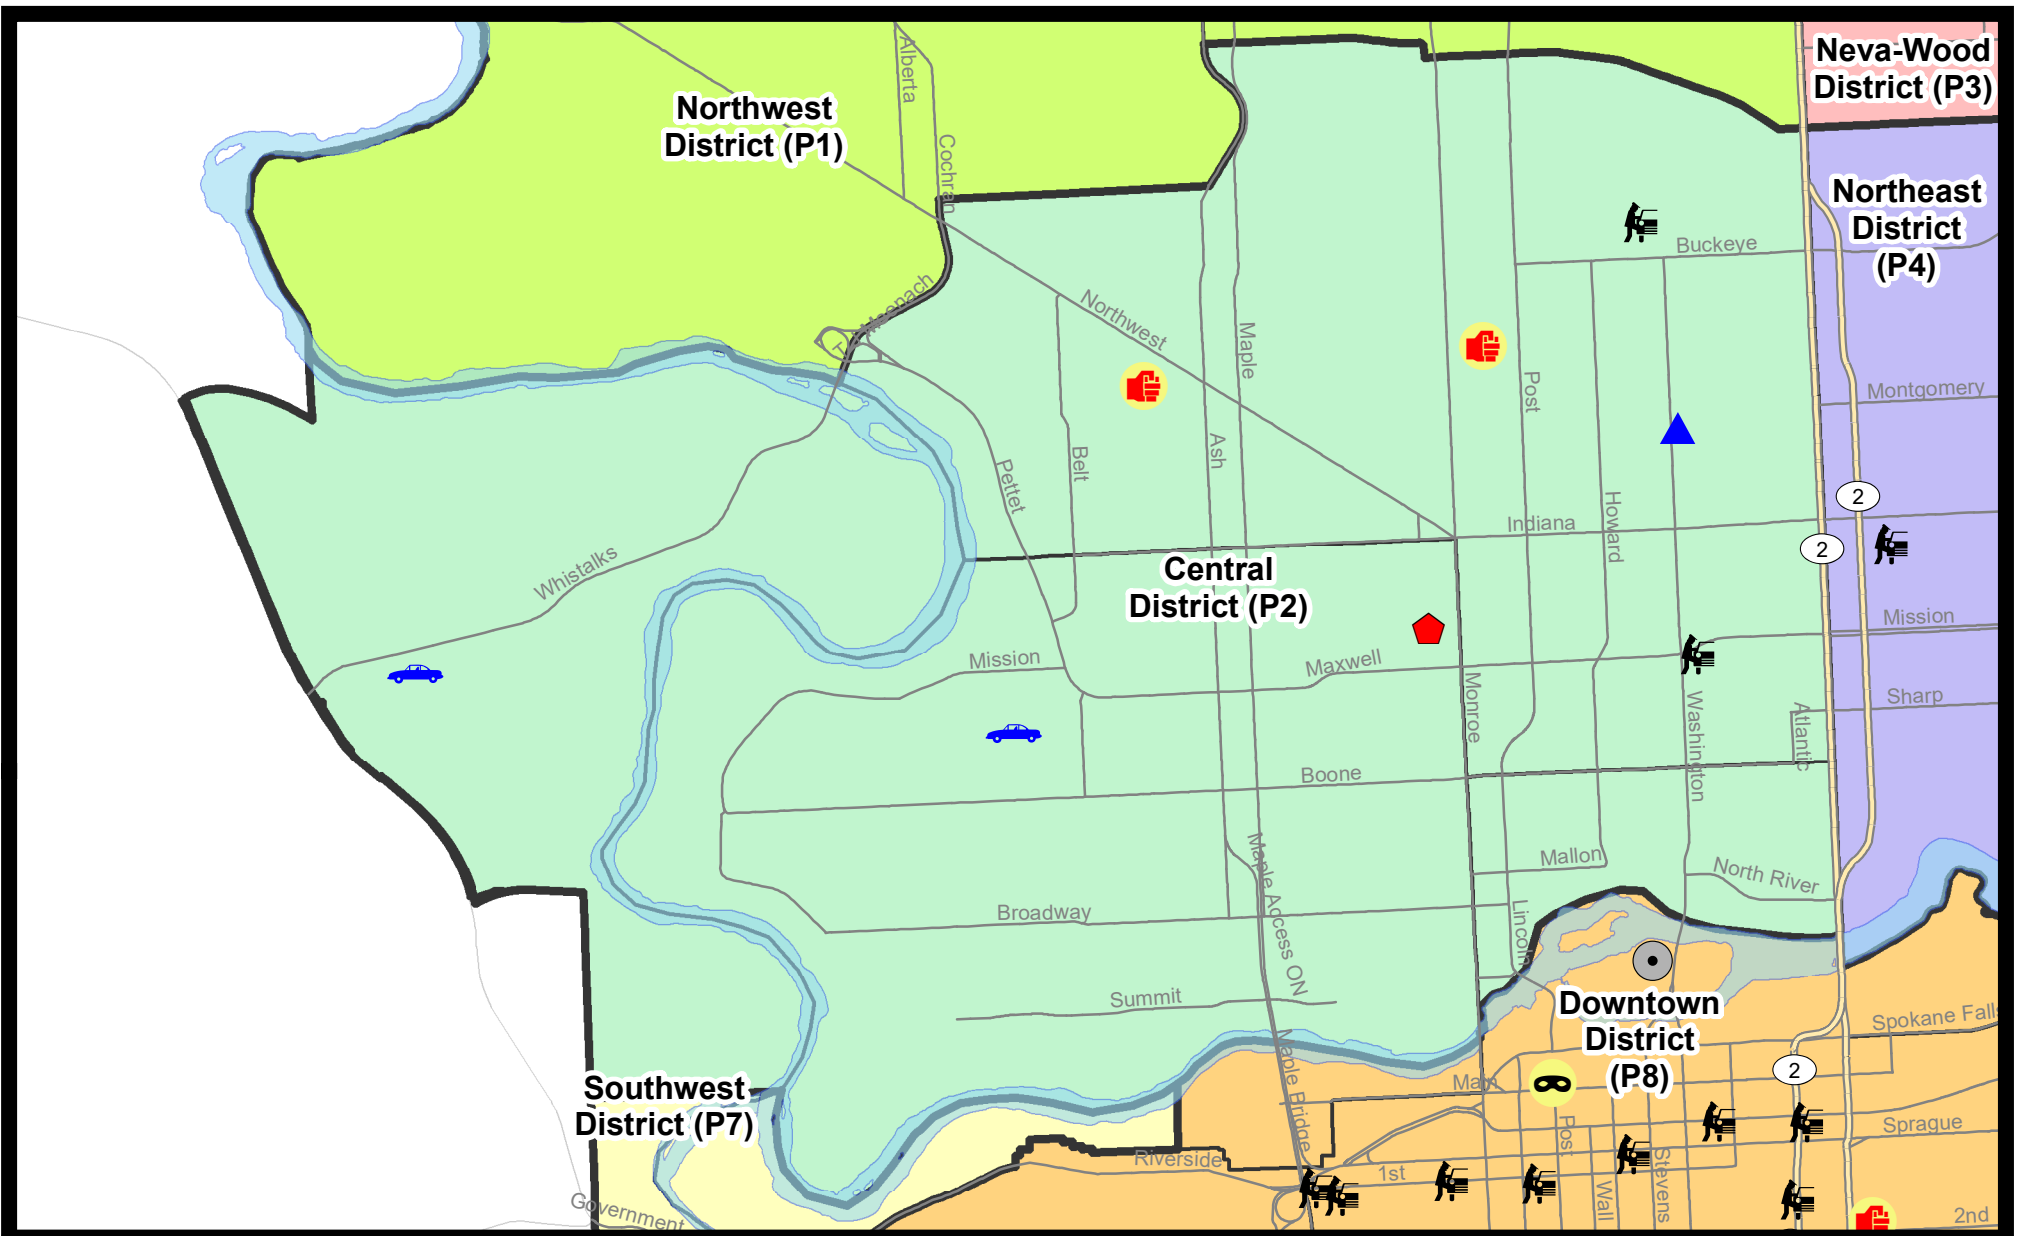 Alberta
Neva-Wood
District (P3)
Northwest
District (P1)
Cochran
Northeast
District
(P4)
Buckeye
Northwest
Maple
Post
Montgomery
Ash
Belt
Pettet
2
Howard
Indiana
2
Whistalks
Central
District (P2)
Mission
Mission
Maxwell
Monroe
Washington
Atlantic
Sharp
Boone
Maple Access ON
Mallon
North River
Broadway
Lincoln
Summit
Downtown
District
(P8)
Spokane Falls
Maple Bridge
Main
2
Southwest
District (P7)
Post
Sprague
Riverside
1st
Stevens
Wall
Government
2nd